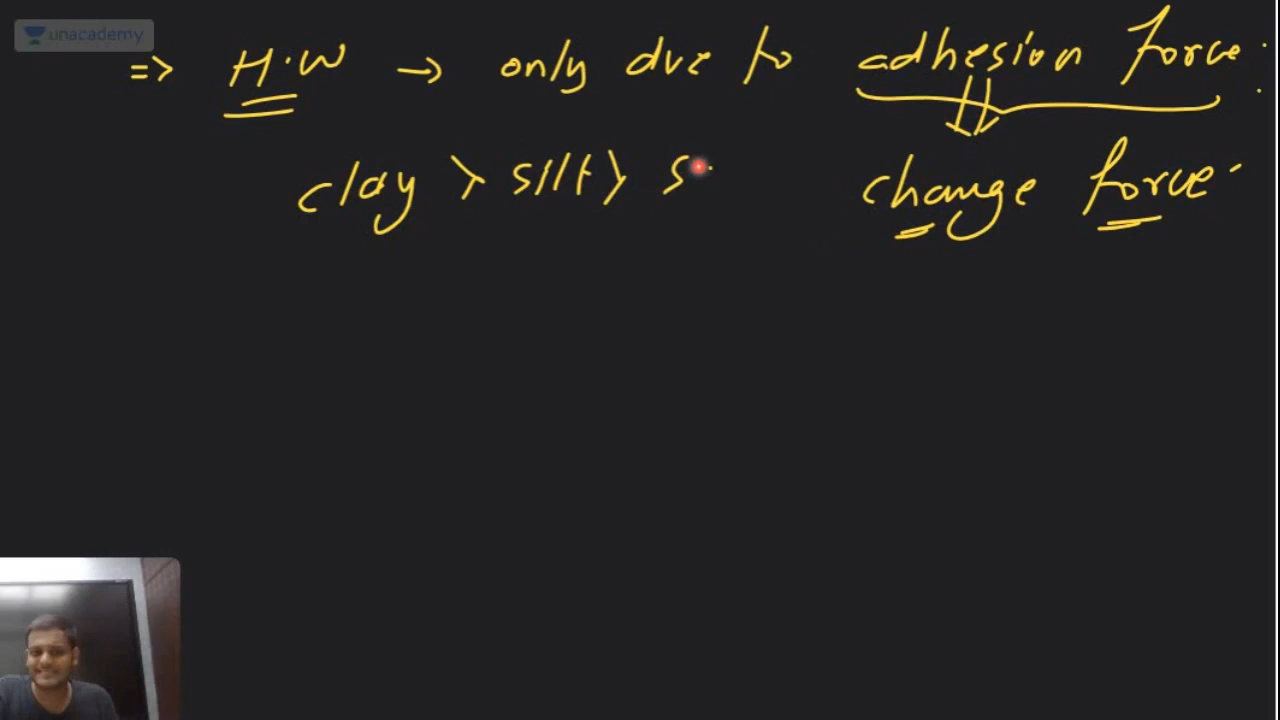 unacademy
=> H.W → only due to adhesion force.
clay > silt > s
change force.